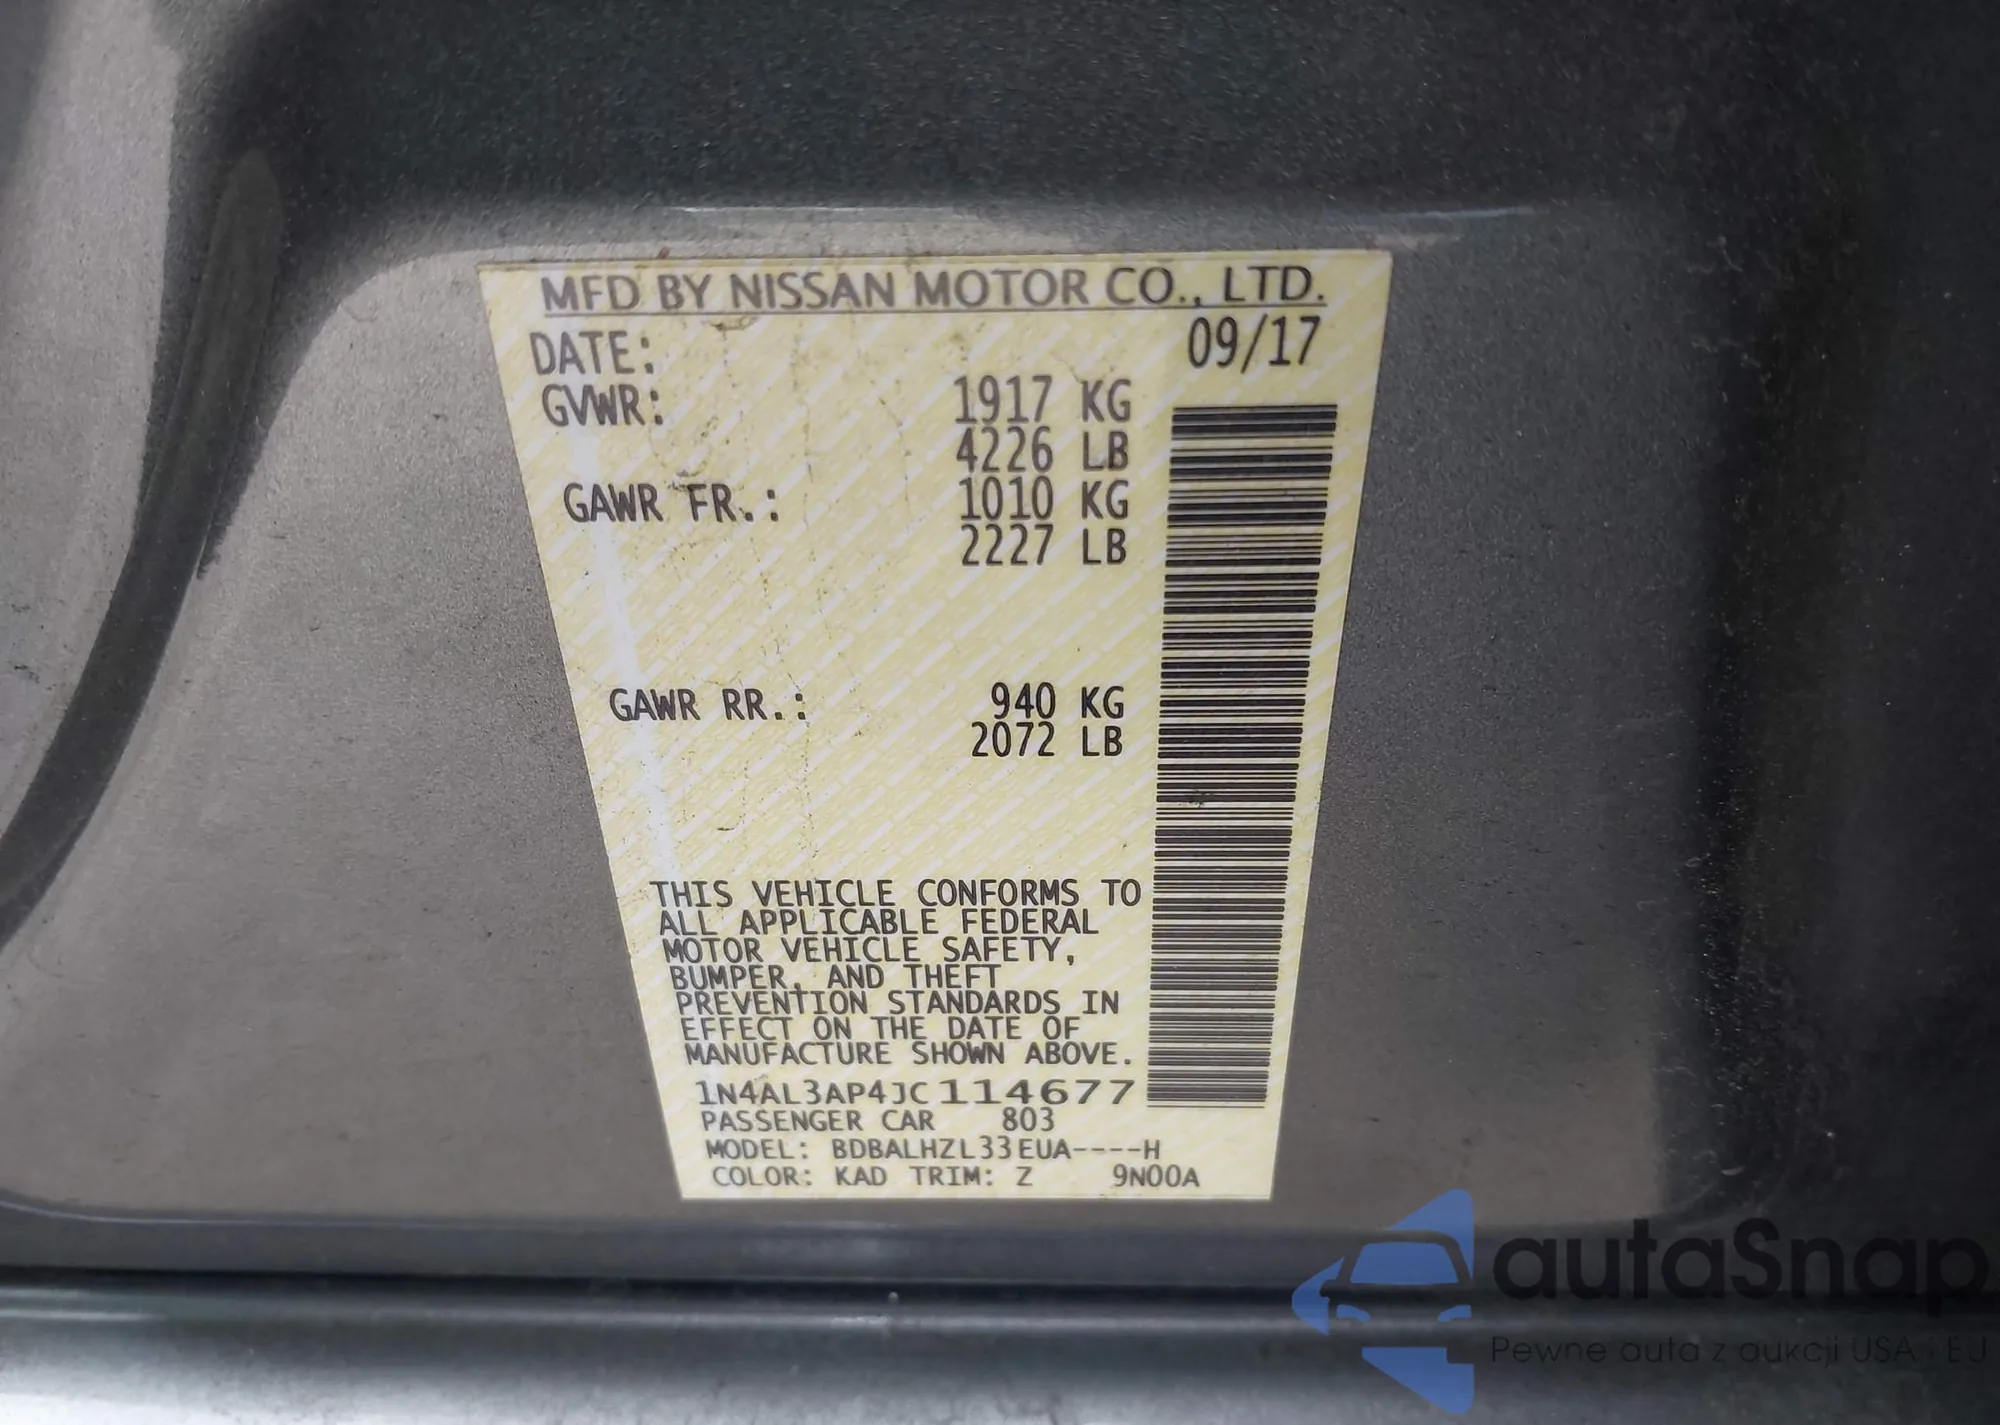 MFD BY NISSAN MOTOR CO., LTD.
DATE: 09/17
GVWR: 1917 KG
4226 LB
GAWR FR.: 1010 KG
2227 LB
GAWR RR.: 940 KG
2072 LB
THIS VEHICLE CONFORMS TO
ALL APPLICABLE FEDERAL
MOTOR VEHICLE SAFETY,
BUMPER, AND THEFT
PREVENTION STANDARDS IN
EFFECT ON THE DATE OF
MANUFACTURE SHOWN ABOVE.
1N4AL3AP4JC114677
PASSENGER CAR 803
MODEL: BDBALHZL33EUA----H
COLOR: KAD TRIM: Z 9N00A
autaSnap
Pewne auta z aukcji USA i EU